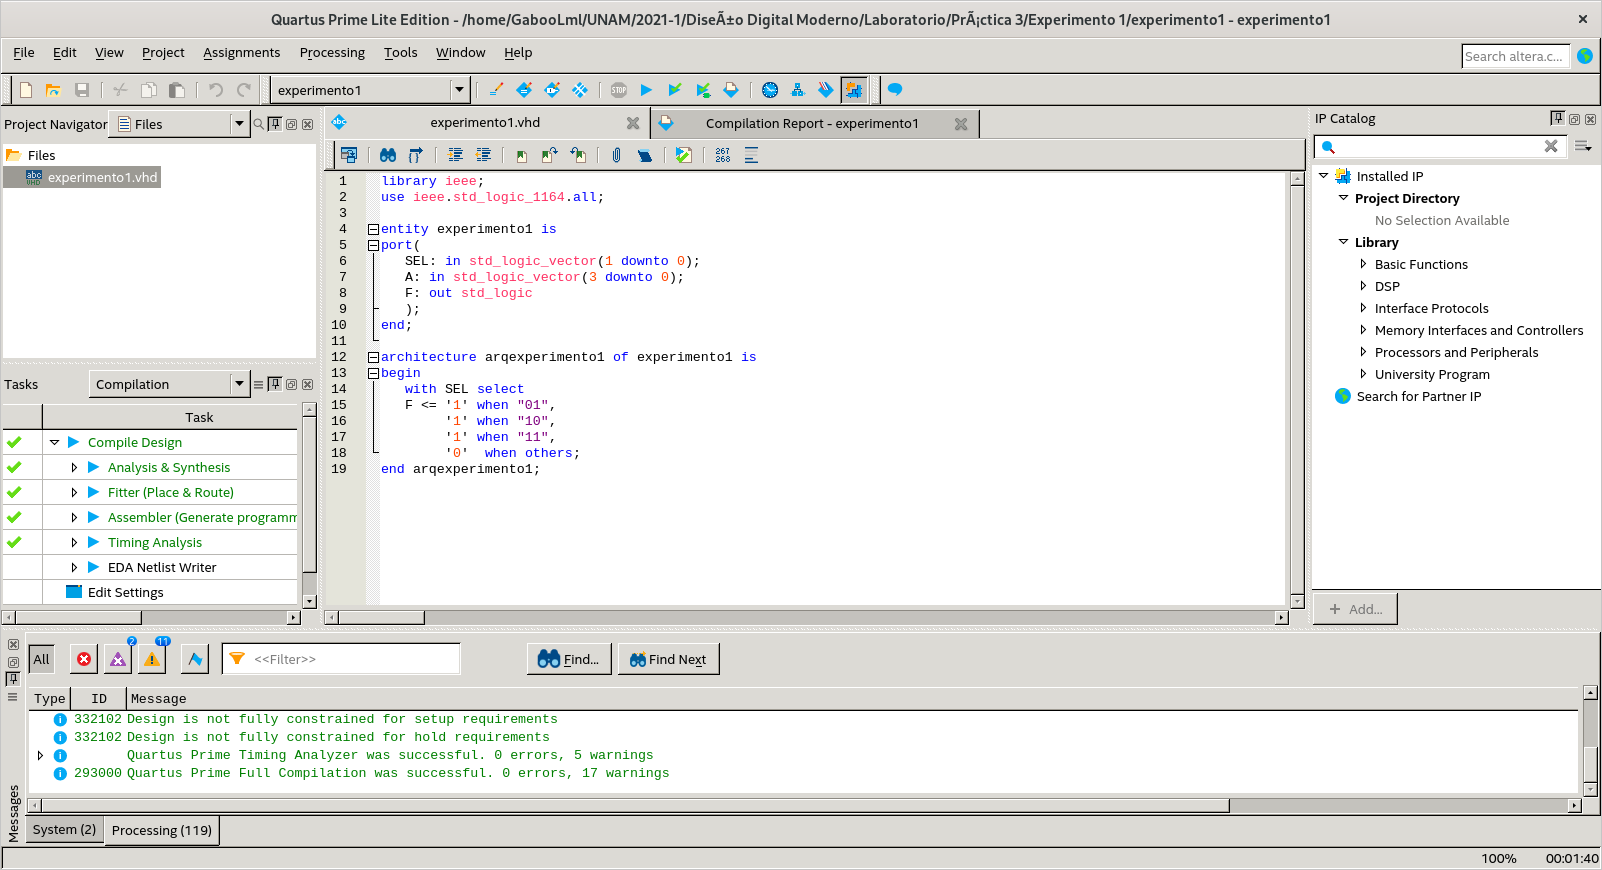 Quartus Prime Lite Edition - /home/GabooLml/UNAM/2021-1/DiseÃ±o Digital Moderno/Laboratorio/PrÃ¡ctica 3/Experimento 1/experimento1 - experimento1
File Edit View Project Assignments Processing Tools Window Help
Search altera.c...
experimento1
STOP
Project Navigator Files
Files
experimento1.vhd
Tasks Compilation
Task
Compile Design
Analysis & Synthesis
Fitter (Place & Route)
Assembler (Generate programm
Timing Analysis
EDA Netlist Writer
Edit Settings
experimento1.vhd
Compilation Report - experimento1
267
268
1 library ieee;
2 use ieee.std_logic_1164.all;
3
4 entity experimento1 is
5 port(
6 SEL: in std_logic_vector(1 downto 0);
7 A: in std_logic_vector(3 downto 0);
8 F: out std_logic
9 );
10 end;
11
12 architecture arqexperimento1 of experimento1 is
13 begin
14 with SEL select
15 F <= '1' when "01",
16 '1' when "10",
17 '1' when "11",
18 '0' when others;
19 end arqexperimento1;
IP Catalog
Installed IP
Project Directory
No Selection Available
Library
Basic Functions
DSP
Interface Protocols
Memory Interfaces and Controllers
Processors and Peripherals
University Program
Search for Partner IP
+ Add...
All
2
11
<<Filter>>
Find...
Find Next
Type ID Message
332102 Design is not fully constrained for setup requirements
332102 Design is not fully constrained for hold requirements
Quartus Prime Timing Analyzer was successful. 0 errors, 5 warnings
293000 Quartus Prime Full Compilation was successful. 0 errors, 17 warnings
Messages
System (2) Processing (119)
100% 00:01:40